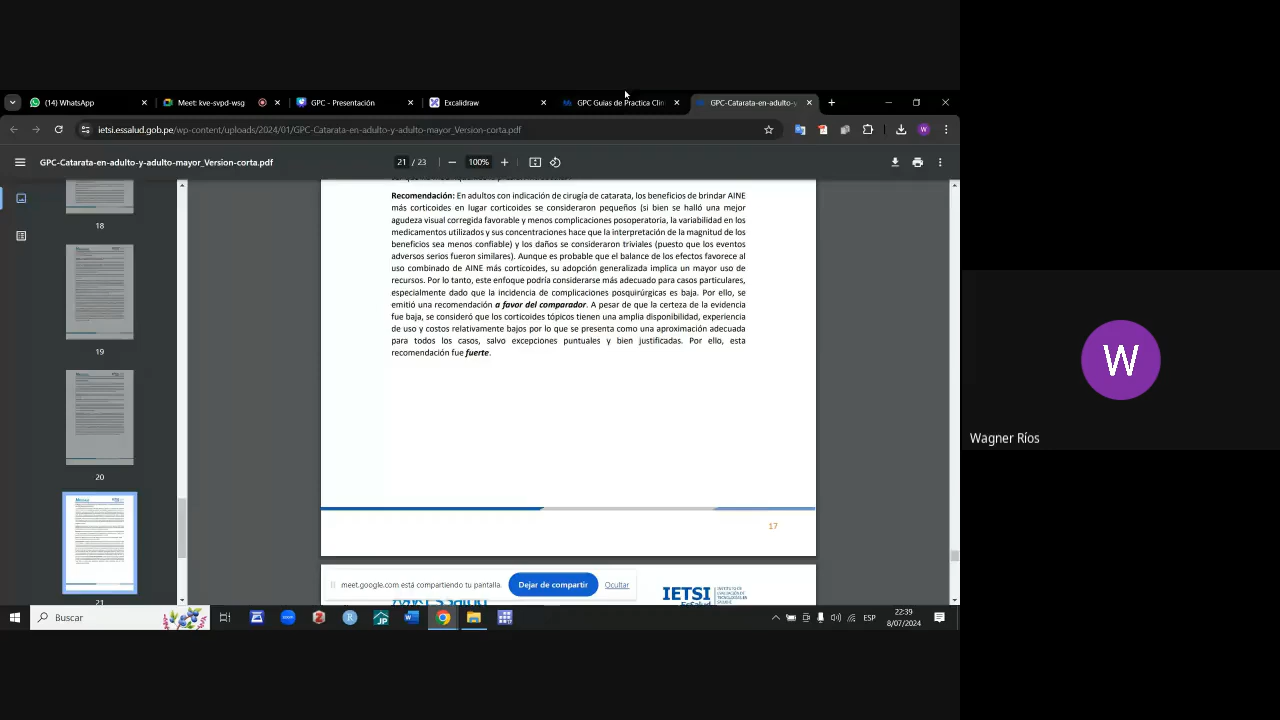 (14) WhatsApp
Meet: kve-svpd-wsg
GPC - Presentación
Excalidraw
GPC Guias de Practica Clin
GPC-Catarata-en-adulto-y
ietsi.essalud.gob.pe/wp-content/uploads/2024/01/GPC-Catarata-en-adulto-y-adulto-mayor_Version-corta.pdf
W
GPC-Catarata-en-adulto-y-adulto-mayor_Version-corta.pdf
21 / 23
100%
18
19
20
21
Recomendación: En adultos con indicación de cirugía de catarata, los beneficios de brindar AINE
más corticoides en lugar corticoides se consideraron pequeños (si bien se halló una mejor
agudeza visual corregida favorable y menos complicaciones posoperatoria, la variabilidad en los
medicamentos utilizados y sus concentraciones hace que la interpretación de la magnitud de los
beneficios sea menos confiable) y los daños se consideraron triviales (puesto que los eventos
adversos serios fueron similares). Aunque es probable que el balance de los efectos favorece al
uso combinado de AINE más corticoides, su adopción generalizada implica un mayor uso de
recursos. Por lo tanto, este enfoque podría considerarse más adecuado para casos particulares,
especialmente dado que la incidencia de complicaciones posquirúrgicas es baja. Por ello, se
emitió una recomendación a favor del comparador. A pesar de que la certeza de la evidencia
fue baja, se consideró que los corticoides tópicos tienen una amplia disponibilidad, experiencia
de uso y costos relativamente bajos por lo que se presenta como una aproximación adecuada
para todos los casos, salvo excepciones puntuales y bien justificadas. Por ello, esta
recomendación fue fuerte.
17
meet.google.com está compartiendo tu pantalla.
Dejar de compartir
Ocultar
EsSalud
IETSI
INSTITUTO DE
EVALUACIÓN DE
TECNOLOGÍAS EN
SALUD
EsSalud
Buscar
ESP
22:39
8/07/2024
W
Wagner Ríos